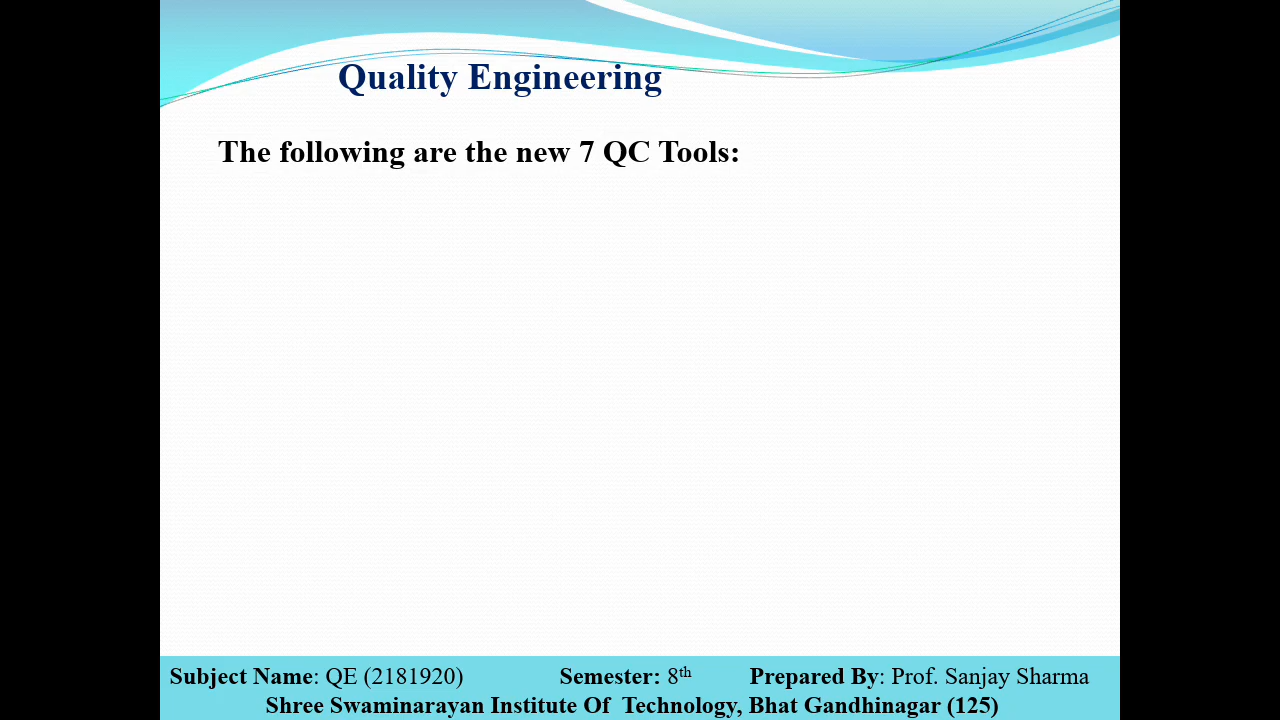 Quality Engineering
The following are the new 7 QC Tools:
Subject Name: QE (2181920) Semester: 8th Prepared By: Prof. Sanjay Sharma
Shree Swaminarayan Institute Of Technology, Bhat Gandhinagar (125)